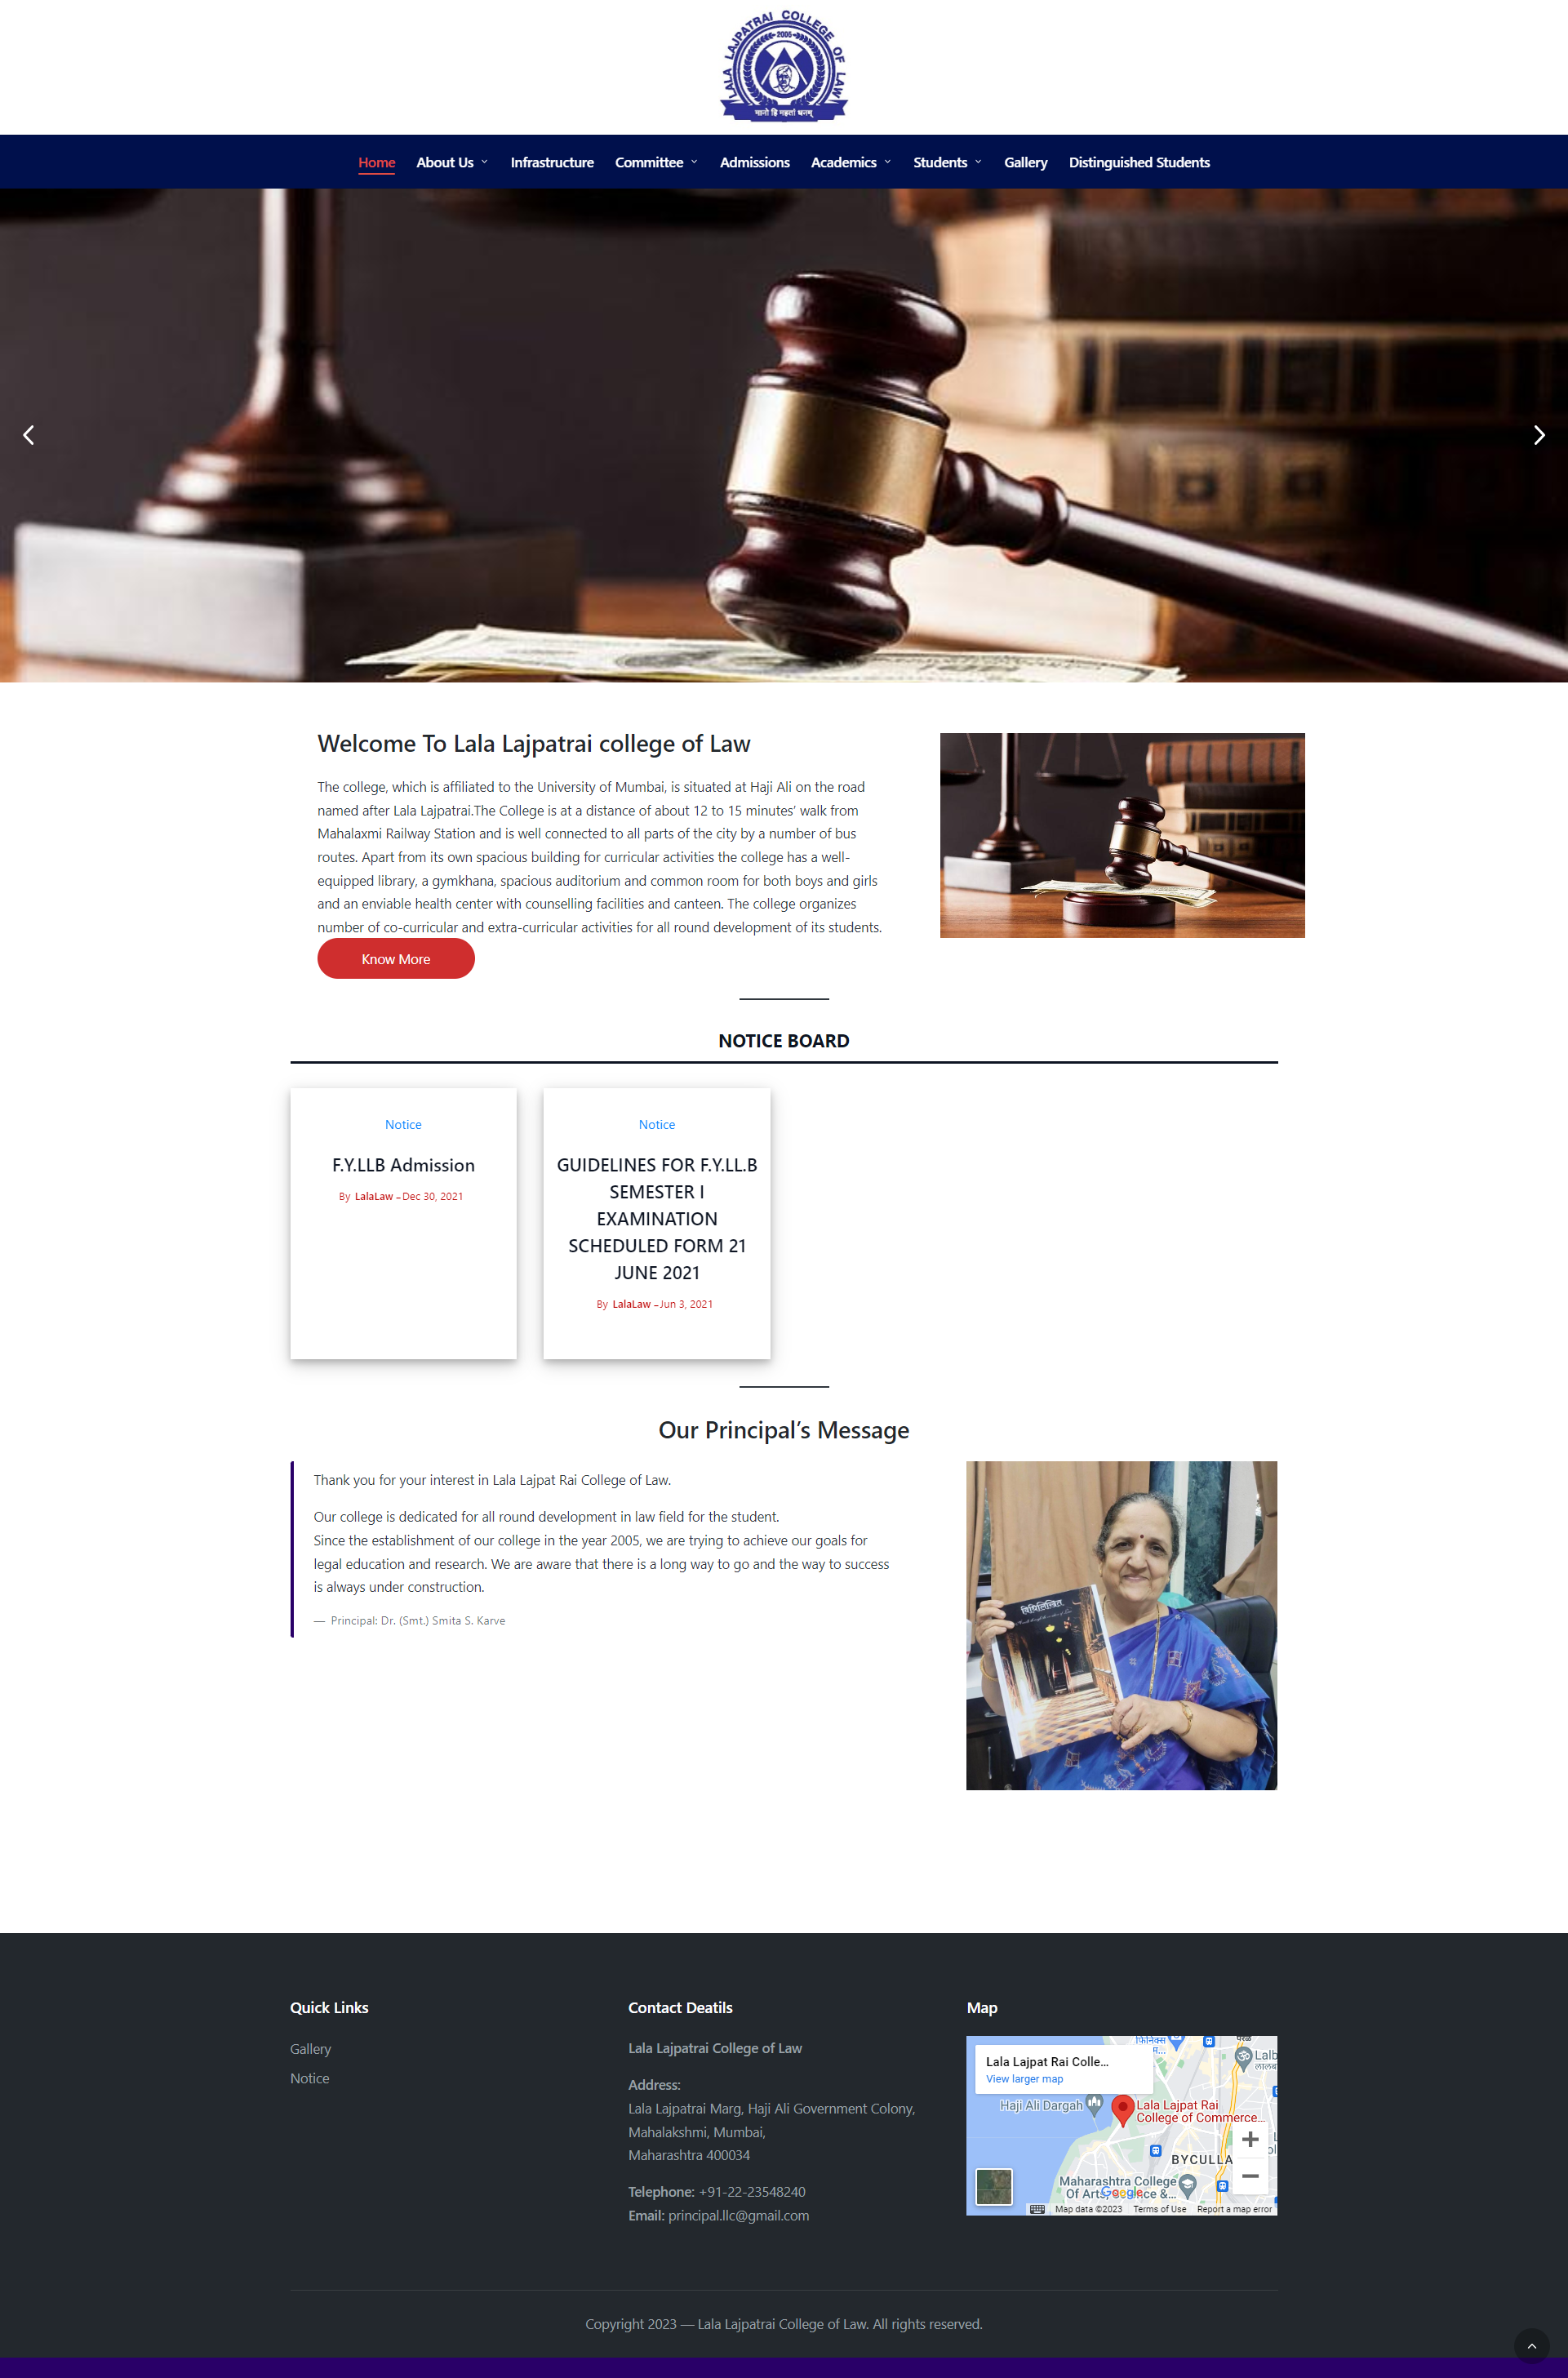 LALA LAJPATRAI COLLEGE OF LAW
2005
मानो हि महतां धनम्
Home About Us Infrastructure Committee Admissions Academics Students Gallery Distinguished Students
Welcome To Lala Lajpatrai college of Law
The college, which is affiliated to the University of Mumbai, is situated at Haji Ali on the road
named after Lala Lajpatrai.The College is at a distance of about 12 to 15 minutes’ walk from
Mahalaxmi Railway Station and is well connected to all parts of the city by a number of bus
routes. Apart from its own spacious building for curricular activities the college has a well-
equipped library, a gymkhana, spacious auditorium and common room for both boys and girls
and an enviable health center with counselling facilities and canteen. The college organizes
number of co-curricular and extra-curricular activities for all round development of its students.
Know More
NOTICE BOARD
Notice
F.Y.LLB Admission
By LalaLaw – Dec 30, 2021
Notice
GUIDELINES FOR F.Y.LL.B
SEMESTER I
EXAMINATION
SCHEDULED FORM 21
JUNE 2021
By LalaLaw – Jun 3, 2021
Our Principal’s Message
Thank you for your interest in Lala Lajpat Rai College of Law.
Our college is dedicated for all round development in law field for the student.
Since the establishment of our college in the year 2005, we are trying to achieve our goals for
legal education and research. We are aware that there is a long way to go and the way to success
is always under construction.
— Principal: Dr. (Smt.) Smita S. Karve
विधिलिखित
Quick Links
Gallery
Notice
Contact Deatils
Lala Lajpatrai College of Law
Address:
Lala Lajpatrai Marg, Haji Ali Government Colony,
Mahalakshmi, Mumbai,
Maharashtra 400034
Telephone: +91-22-23548240
Email: principal.llc@gmail.com
Map
फिनिक्स
परळ
Lala Lajpat Rai Colle...
View larger map
Lalb
लालब
Haji Ali Dargah
Lala Lajpat Rai
College of Commerce...
BYCULLA
Maharashtra College
Of Arts, Science &...
Google
Map data ©2023 Terms of Use Report a map error
Copyright 2023 — Lala Lajpatrai College of Law. All rights reserved.